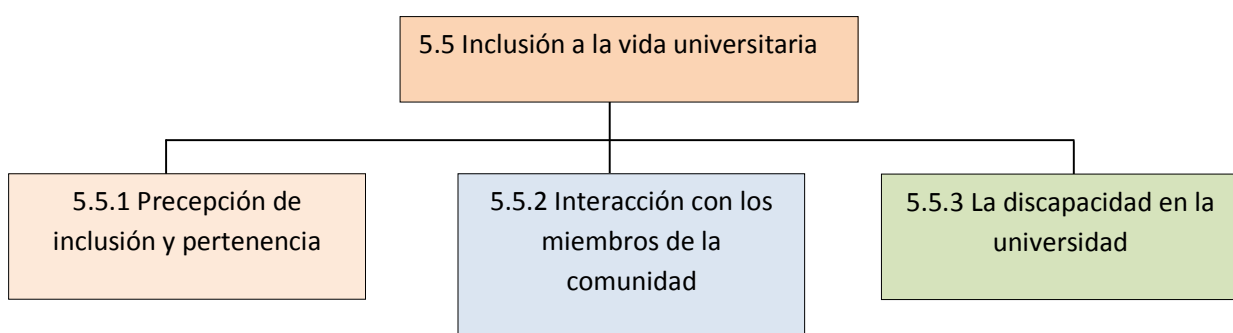 5.5 Inclusión a la vida universitaria
5.5.1 Precepción de
inclusión y pertenencia
5.5.2 Interacción con los
miembros de la
comunidad
5.5.3 La discapacidad en la
universidad